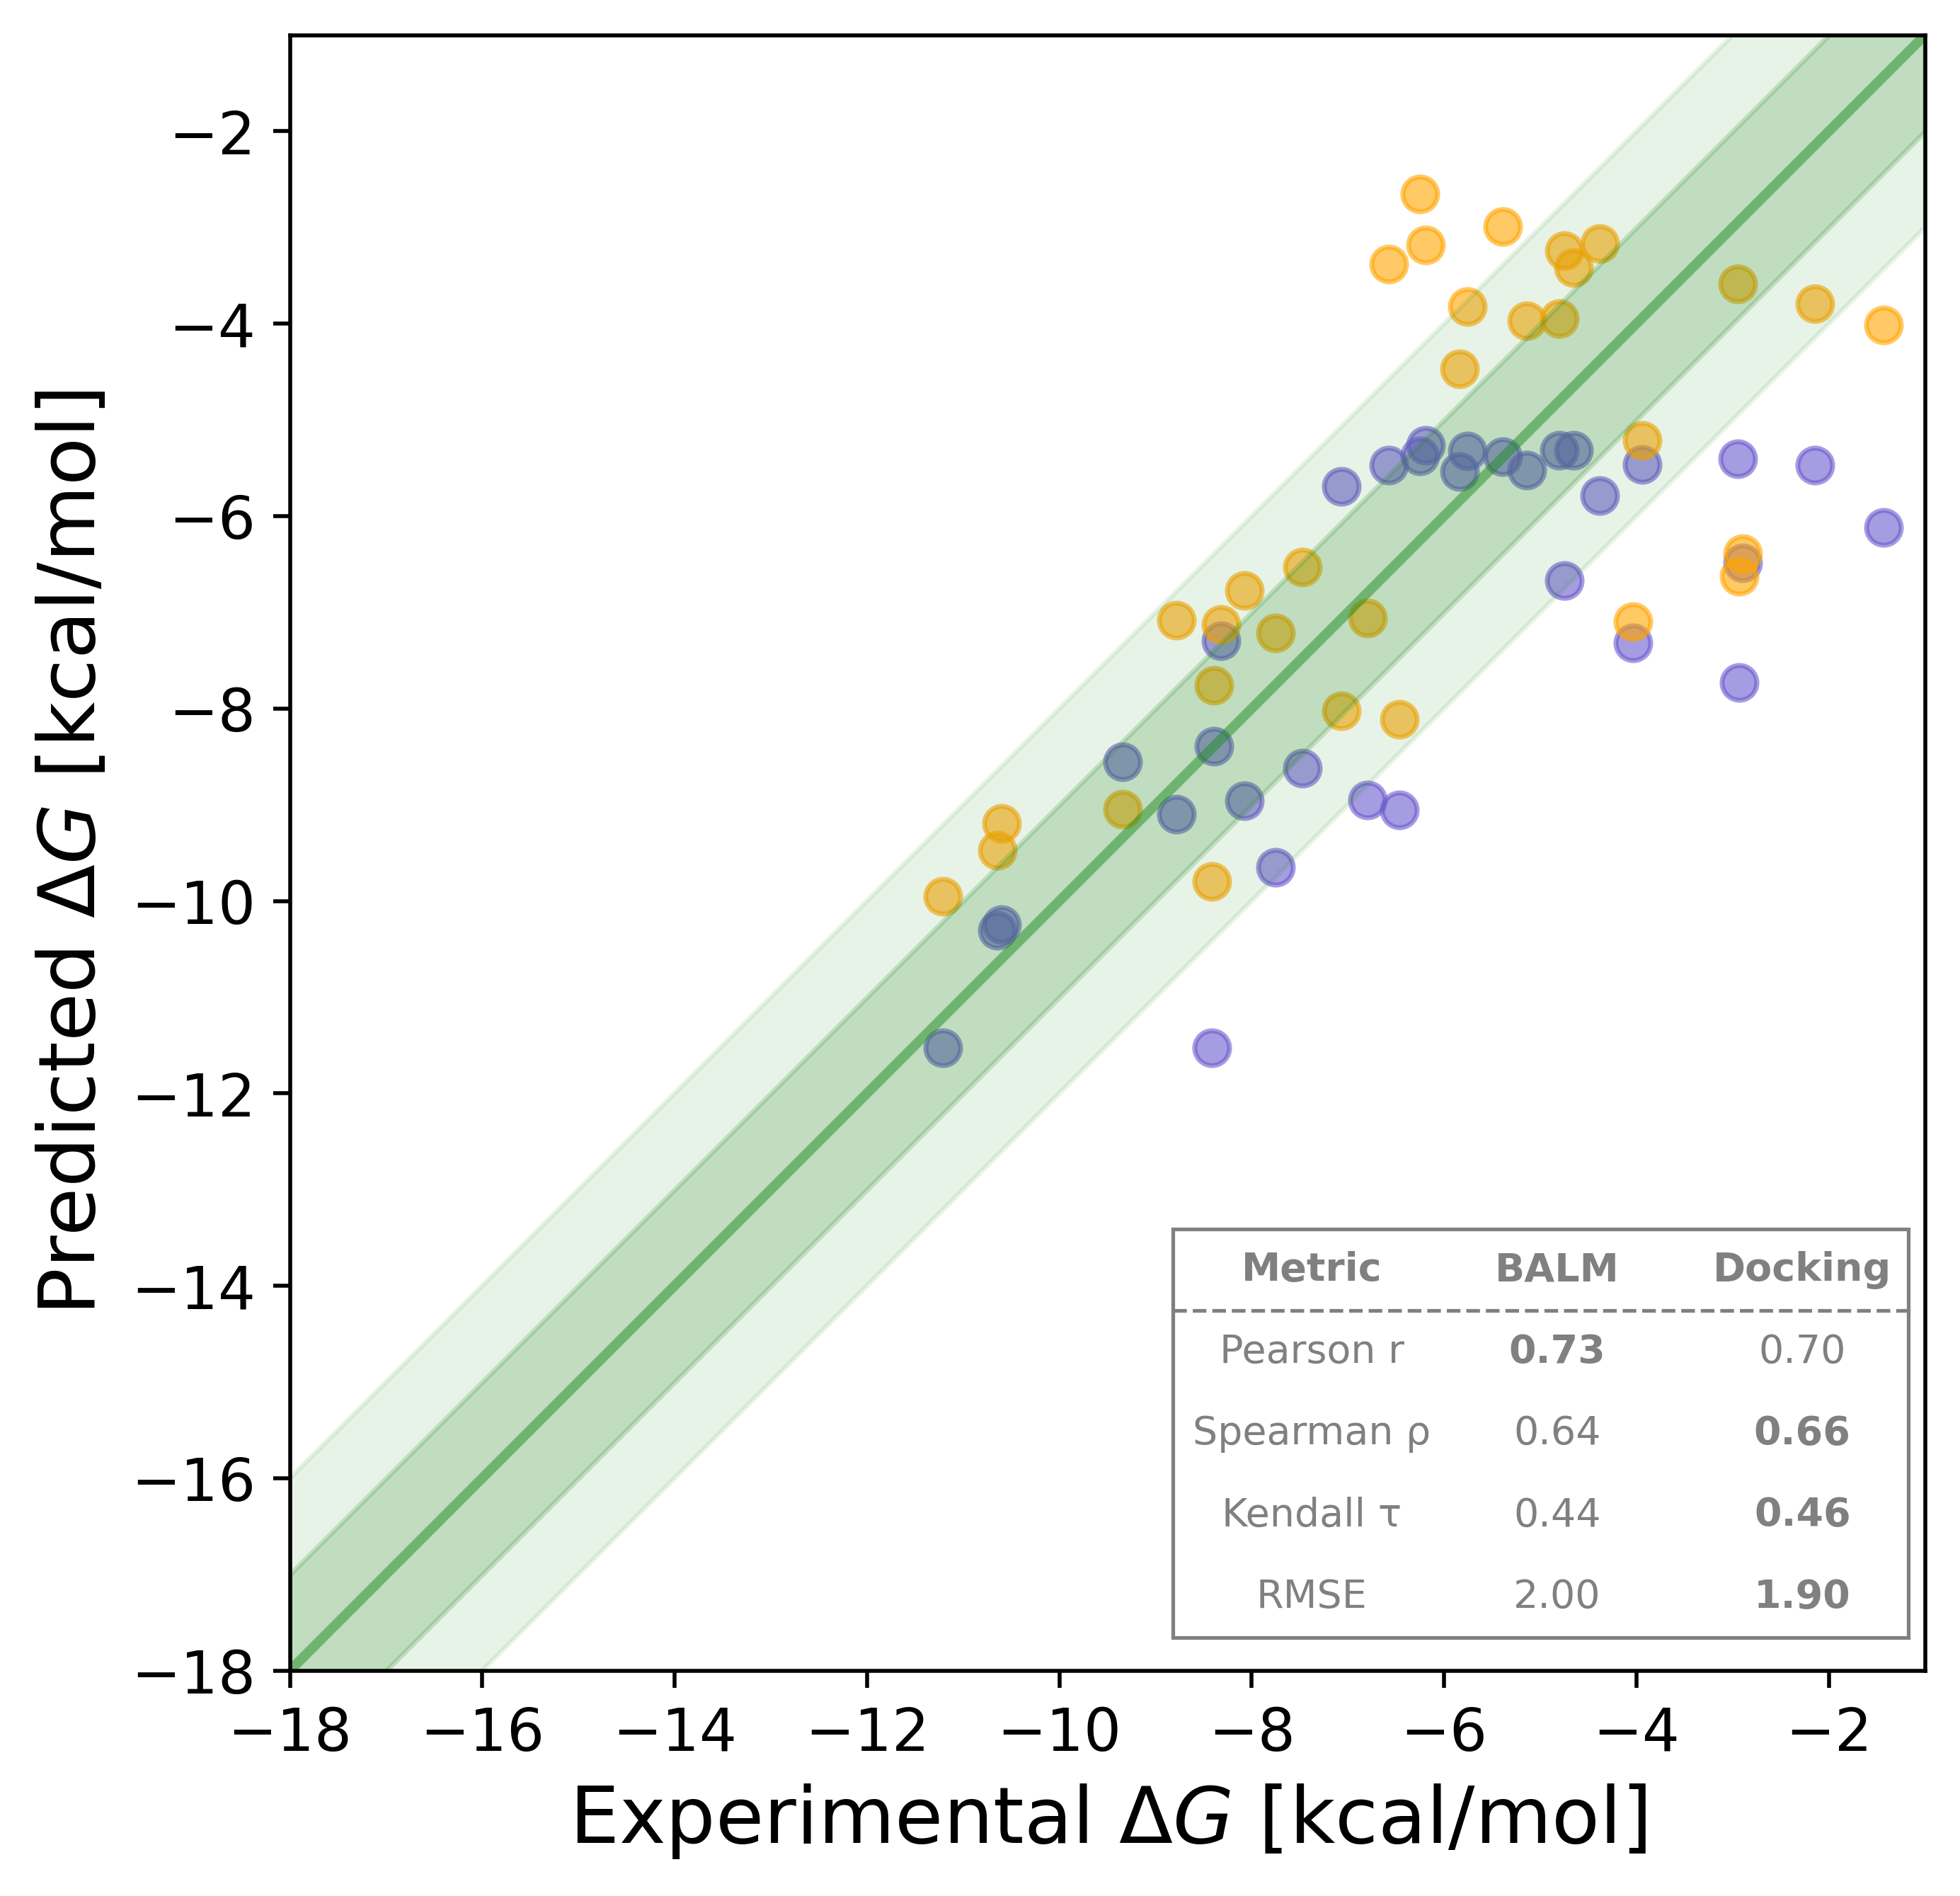 Predicted ΔG [kcal/mol]
−2
−4
−6
−8
−10
−12
−14
−16
−18
Metric BALM Docking
Pearson r 0.73 0.70
Spearman ρ 0.64 0.66
Kendall τ 0.44 0.46
RMSE 2.00 1.90
−18 −16 −14 −12 −10 −8 −6 −4 −2
Experimental ΔG [kcal/mol]